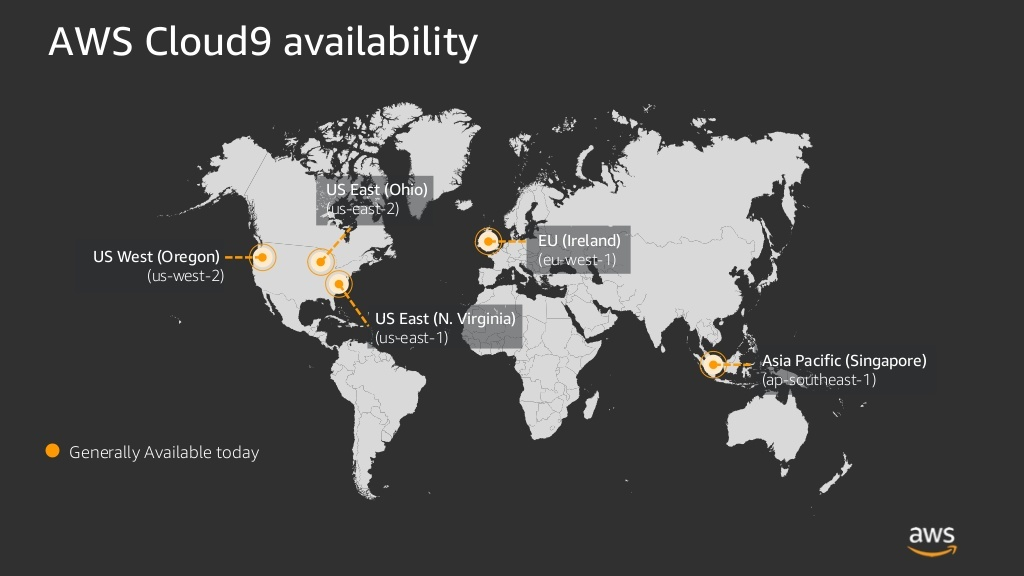 AWS Cloud9 availability
US East (Ohio)
(us-east-2)
US West (Oregon)
(us-west-2)
EU (Ireland)
(eu-west-1)
US East (N. Virginia)
(us-east-1)
Asia Pacific (Singapore)
(ap-southeast-1)
Generally Available today
aws